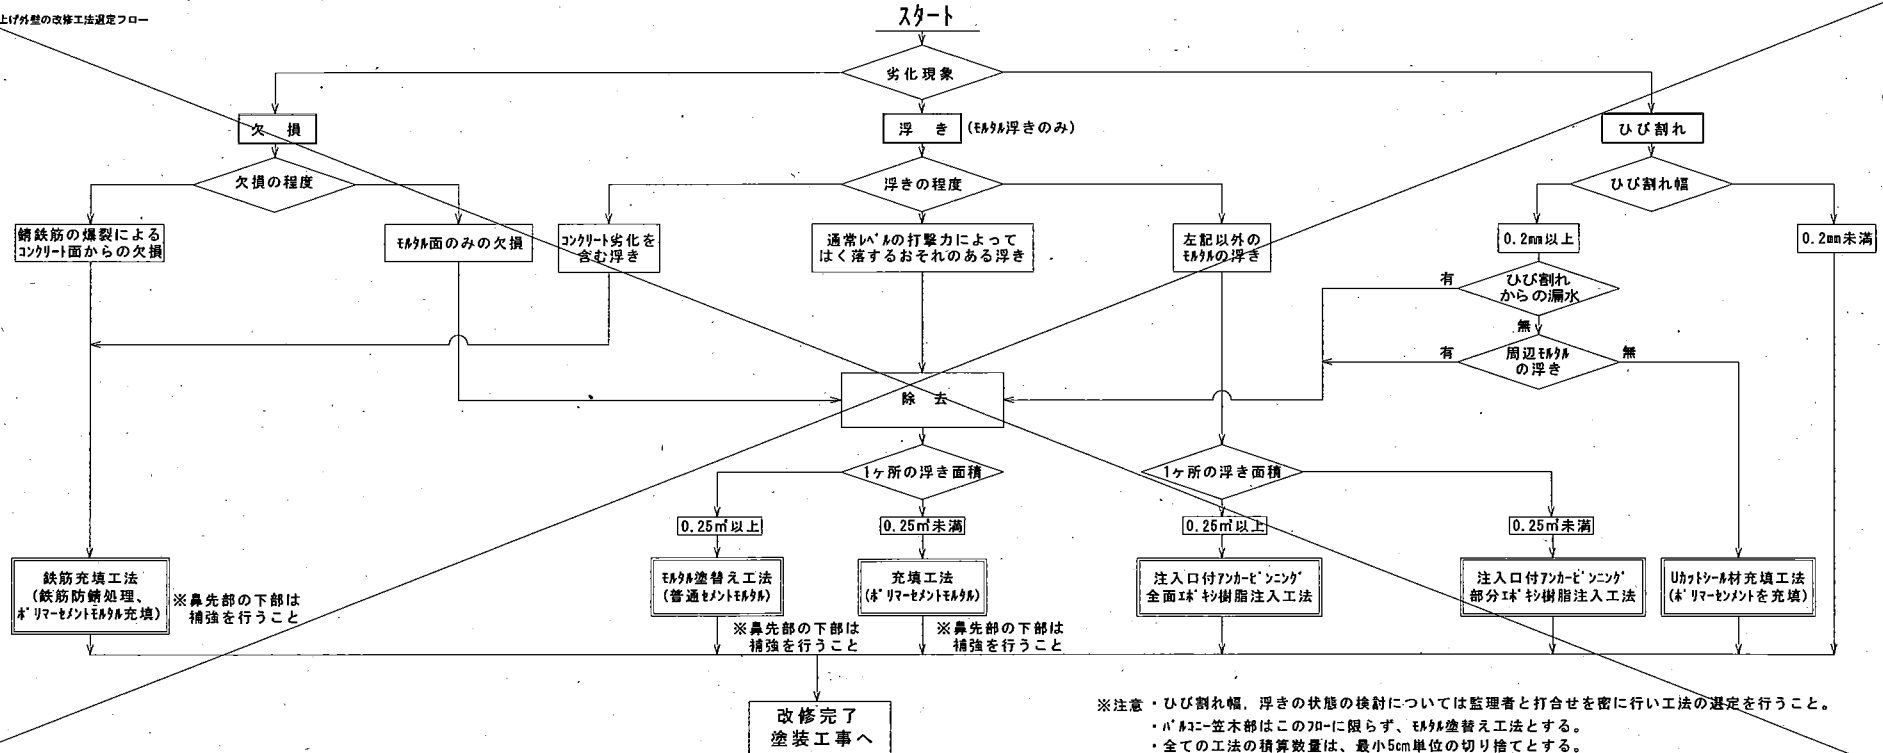 上げ外壁の改修工法選定フロー
スタート
劣化現象
欠損
浮き
(ﾓﾙﾀﾙ浮きのみ)
ひび割れ
欠損の程度
浮きの程度
ひび割れ幅
錆鉄筋の爆裂による
ｺﾝｸﾘｰﾄ面からの欠損
ﾓﾙﾀﾙ面のみの欠損
ｺﾝｸﾘｰﾄ劣化を
含む浮き
通常ﾚﾍﾞﾙの打撃力によって
はく落するおそれのある浮き
左記以外の
ﾓﾙﾀﾙの浮き
0.2mm以上
0.2mm未満
有
ひび割れ
からの漏水
無
有
周辺ﾓﾙﾀﾙ
の浮き
無
除去
1ヶ所の浮き面積
1ヶ所の浮き面積
0.25㎡以上
0.25㎡未満
0.25㎡以上
0.25㎡未満
鉄筋充填工法
(鉄筋防錆処理、
ﾎﾟﾘﾏｰｾﾒﾝﾄﾓﾙﾀﾙ充填)
※鼻先部の下部は
補強を行うこと
ﾓﾙﾀﾙ塗替え工法
(普通ｾﾒﾝﾄﾓﾙﾀﾙ)
※鼻先部の下部は
補強を行うこと
充填工法
(ﾎﾟﾘﾏｰｾﾒﾝﾄﾓﾙﾀﾙ)
※鼻先部の下部は
補強を行うこと
注入口付ｱﾝｶｰﾋﾟﾝﾆﾝｸﾞ
全面ｴﾎﾟｷｼ樹脂注入工法
注入口付ｱﾝｶｰﾋﾟﾝﾆﾝｸﾞ
部分ｴﾎﾟｷｼ樹脂注入工法
Uｶｯﾄｼｰﾙ材充填工法
(ﾎﾟﾘﾏｰｾﾝﾒﾝﾄを充填)
改修完了
塗装工事へ
※注意・ひび割れ幅, 浮きの状態の検討については監理者と打合せを密に行い工法の選定を行うこと。
・ﾊﾞﾙｺﾆｰ笠木部はこのﾌﾛｰに限らず、ﾓﾙﾀﾙ塗替え工法とする。
・全ての工法の積算数量は、最小5cm単位の切り捨てとする。